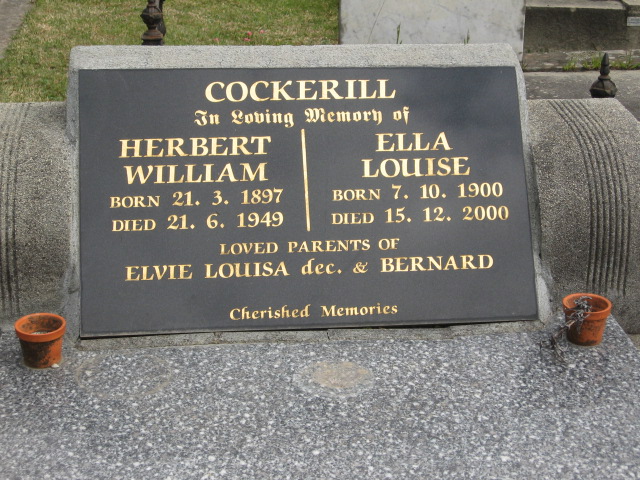 COCKERILL
In Loving Memory of
HERBERT WILLIAM
BORN 21. 3. 1897
DIED 21. 6. 1949
ELLA LOUISE
BORN 7. 10. 1900
DIED 15. 12. 2000
LOVED PARENTS OF
ELVIE LOUISA dec. & BERNARD
Cherished Memories